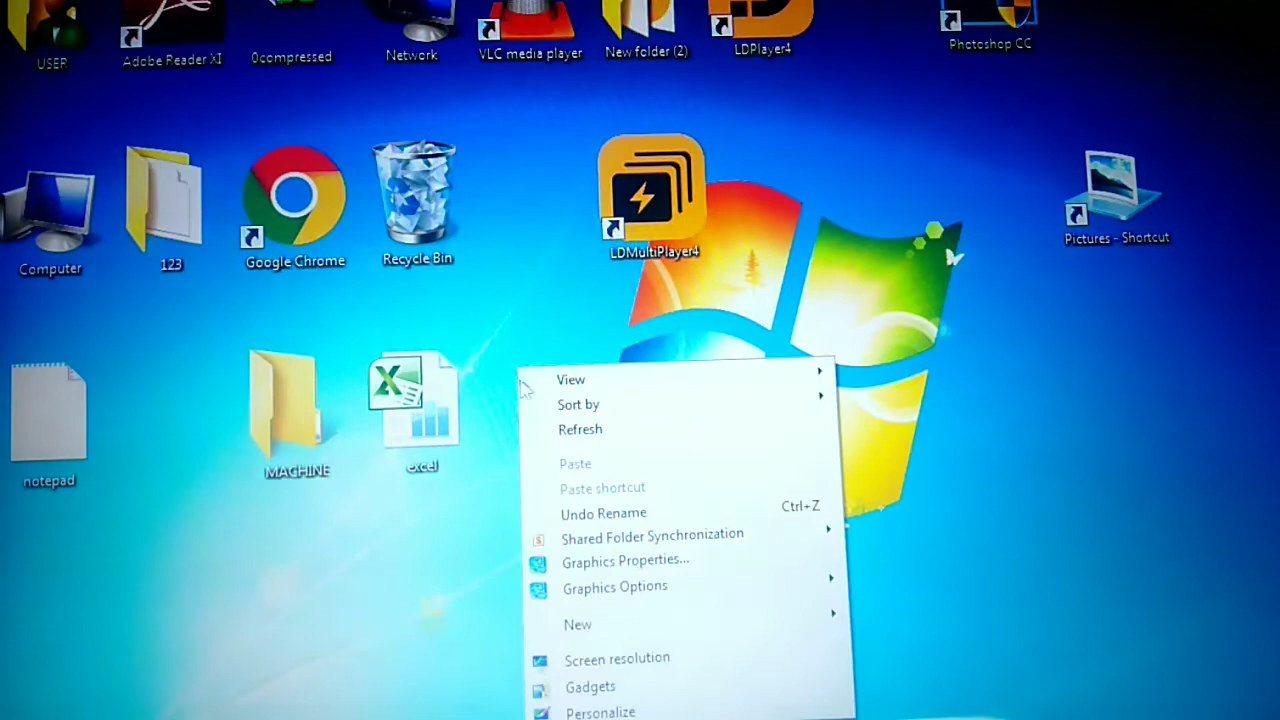 USER
Adobe Reader XI
0compressed
Network
VLC media player
New folder (2)
LDPlayer4
Photoshop CC
Computer
123
Google Chrome
Recycle Bin
LDMultiPlayer4
Pictures - Shortcut
notepad
MACHINE
excel
View
Sort by
Refresh
Paste
Paste shortcut
Undo Rename Ctrl+Z
Shared Folder Synchronization
Graphics Properties...
Graphics Options
New
Screen resolution
Gadgets
Personalize